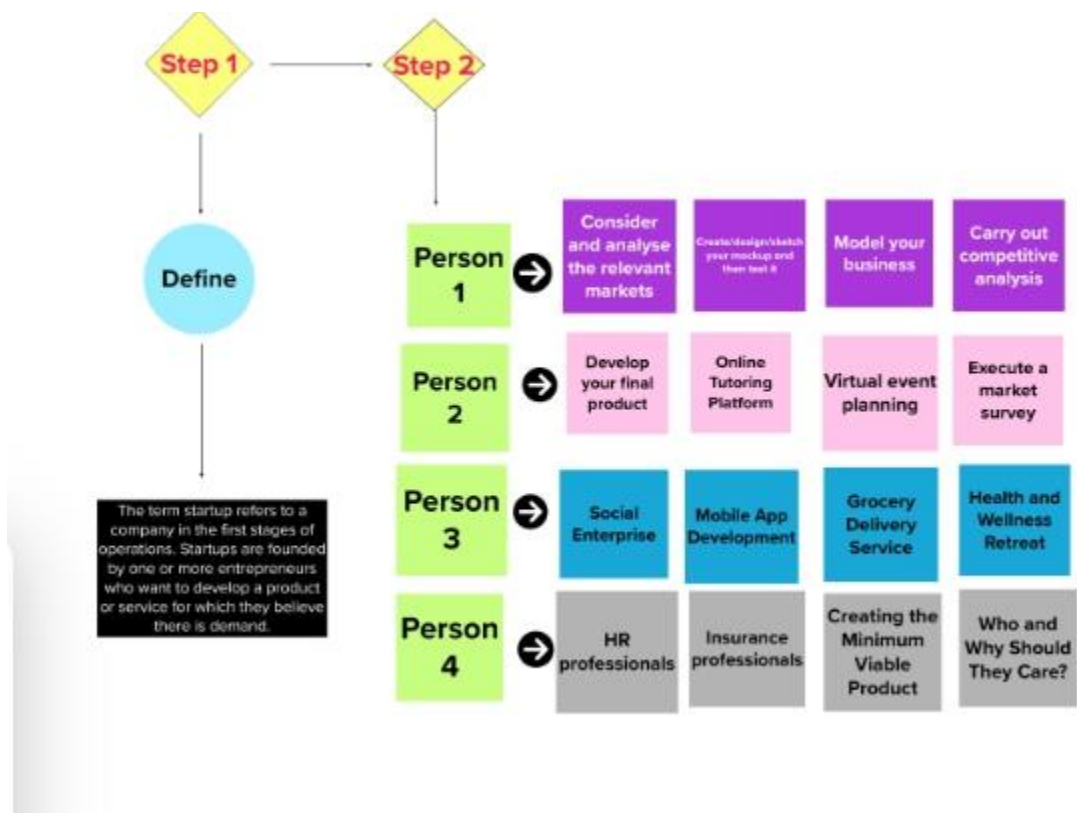 Step 1
Step 2
Define
The term startup refers to a
company in the first stages of
operations. Startups are founded
by one or more entrepreneurs
who want to develop a product
or service for which they believe
there is demand.
Person
1
Consider
and analyse
the relevant
markets
Create/design/sketch
your mockup and
then test it
Model your
business
Carry out
competitive
analysis
Person
2
Develop
your final
product
Online
Tutoring
Platform
Virtual event
planning
Execute a
market
survey
Person
3
Social
Enterprise
Mobile App
Development
Grocery
Delivery
Service
Health and
Wellness
Retreat
Person
4
HR
professionals
Insurance
professionals
Creating the
Minimum
Viable
Product
Who and
Why Should
They Care?